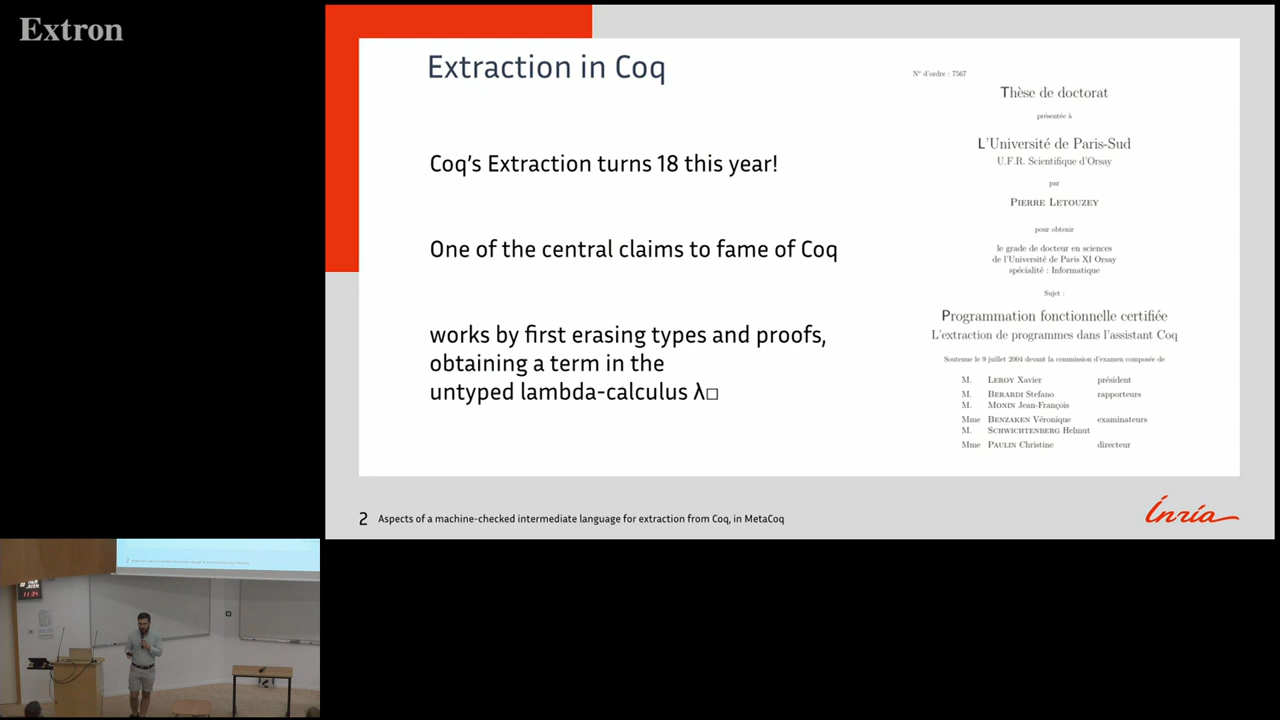 Extron
Extraction in Coq
Coq's Extraction turns 18 this year!
One of the central claims to fame of Coq
works by first erasing types and proofs,
obtaining a term in the
untyped lambda-calculus λ□
N° d'ordre : 7567
Thèse de doctorat
présentée à
L'Université de Paris-Sud
U.F.R. Scientifique d'Orsay
par
PIERRE LETOUZEY
pour obtenir
le grade de docteur en sciences
de l'Université de Paris XI Orsay
spécialité : Informatique
Sujet :
Programmation fonctionnelle certifiée
L'extraction de programmes dans l'assistant Coq
Soutenue le 9 juillet 2004 devant la commission d'examen composée de
M. LEROY Xavier président
M. BERARDI Stefano rapporteurs
M. MONIN Jean-François
Mme BENZAKEN Véronique examinateurs
M. SCHWICHTENBERG Helmut
Mme PAULIN Christine directeur
2 Aspects of a machine-checked intermediate language for extraction from Coq, in MetaCoq
Inria
11:34